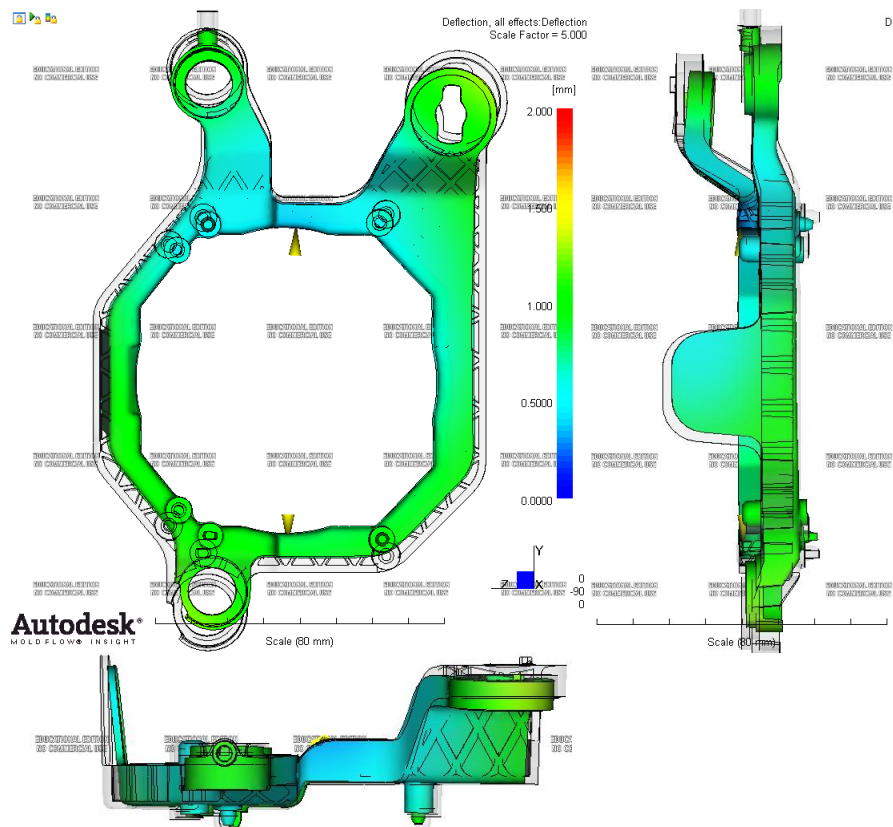 Deflection, all effects:Deflection
Scale Factor = 5.000
D
[mm]
2.000
1.500
1.000
0.5000
0.0000
EDUCATIONAL EDITION
NO COMMERCIAL USE
Y
Z
X
0
-90
0
Autodesk®
MOLDFLOW® INSIGHT
Scale (80 mm)
Scale (80 mm)